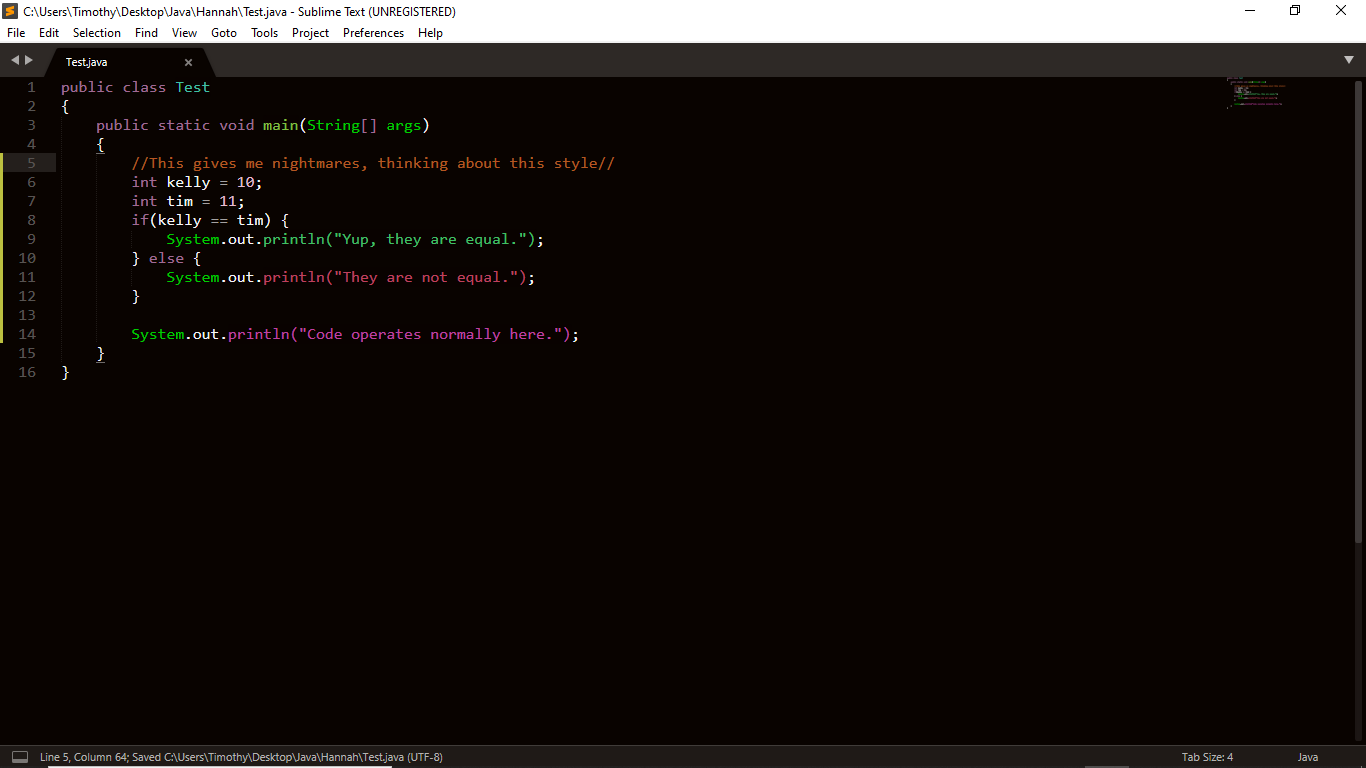 C:\Users\Timothy\Desktop\Java\Hannah\Test.java - Sublime Text (UNREGISTERED)
File Edit Selection Find View Goto Tools Project Preferences Help
Test.java
1 public class Test
2 {
3     public static void main(String[] args)
4     {
5         //This gives me nightmares, thinking about this style//
6         int kelly = 10;
7         int tim = 11;
8         if(kelly == tim) {
9             System.out.println("Yup, they are equal.");
10         } else {
11             System.out.println("They are not equal.");
12         }
13
14         System.out.println("Code operates normally here.");
15     }
16 }
Line 5, Column 64; Saved C:\Users\Timothy\Desktop\Java\Hannah\Test.java (UTF-8) Tab Size: 4 Java